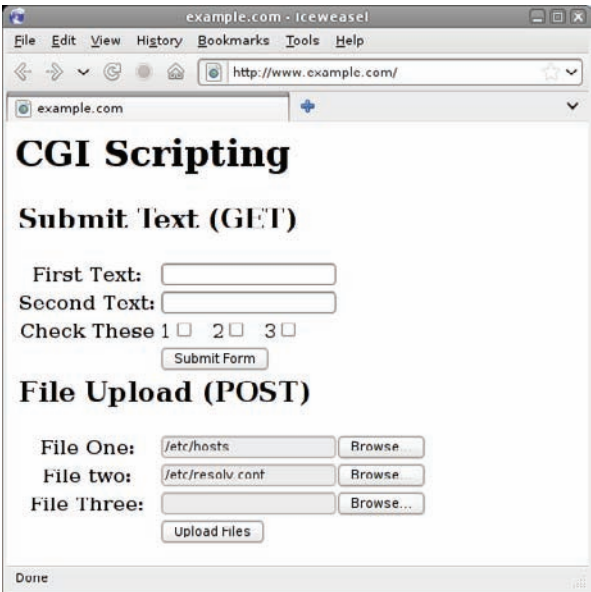 example.com - Iceweasel
File Edit View History Bookmarks Tools Help
http://www.example.com/
example.com
CGI Scripting
Submit Text (GET)
First Text:
Second Text:
Check These 1 2 3
Submit Form
File Upload (POST)
File One: /etc/hosts Browse...
File two: /etc/resolv.conf Browse...
File Three: Browse...
Upload Files
Done